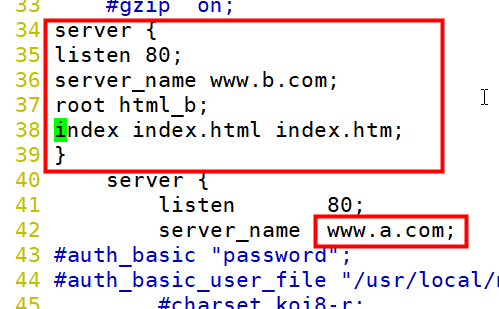 33 #gzip on;
34 server {
35 listen 80;
36 server_name www.b.com;
37 root html_b;
38 index index.html index.htm;
39 }
40 server {
41 listen 80;
42 server_name www.a.com;
43 #auth_basic "password";
44 #auth_basic_user_file "/usr/local/
45 #charset koi8-r;